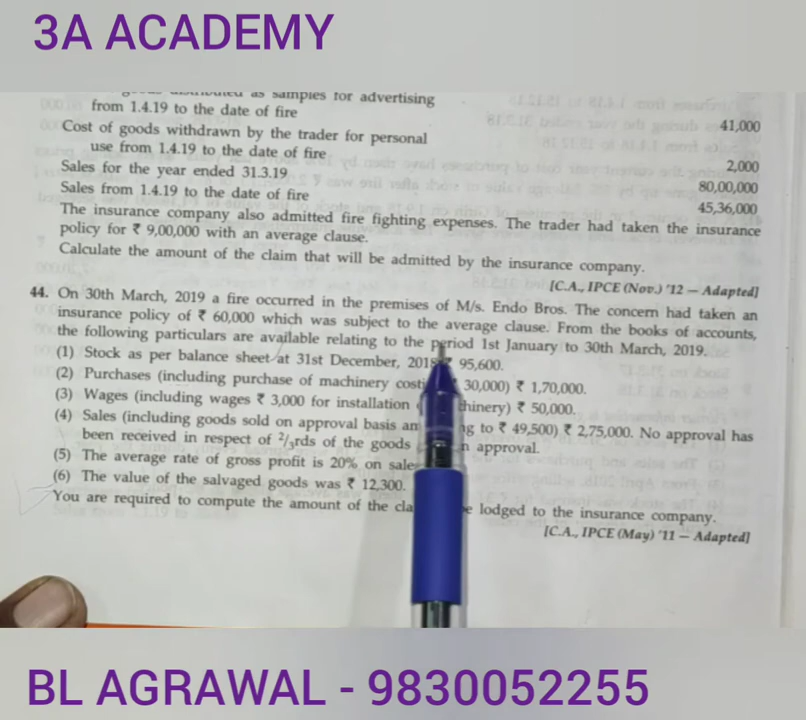 3A ACADEMY
as samples for advertising
from 1.4.19 to the date of fire 41,000
Cost of goods withdrawn by the trader for personal
use from 1.4.19 to the date of fire 2,000
Sales for the year ended 31.3.19 80,00,000
Sales from 1.4.19 to the date of fire 45,36,000
The insurance company also admitted fire fighting expenses. The trader had taken the insurance
policy for ₹ 9,00,000 with an average clause.
Calculate the amount of the claim that will be admitted by the insurance company.
[C.A., IPCE (Nov.) '12 — Adapted]
44. On 30th March, 2019 a fire occurred in the premises of M/s. Endo Bros. The concern had taken an
insurance policy of ₹ 60,000 which was subject to the average clause. From the books of accounts,
the following particulars are available relating to the period 1st January to 30th March, 2019.
(1) Stock as per balance sheet at 31st December, 2018 ₹ 95,600.
(2) Purchases (including purchase of machinery costi 30,000) ₹ 1,70,000.
(3) Wages (including wages ₹ 3,000 for installation hinery) ₹ 50,000.
(4) Sales (including goods sold on approval basis am ng to ₹ 49,500) ₹ 2,75,000. No approval has
been received in respect of 2/3rds of the goods n approval.
(5) The average rate of gross profit is 20% on sale
(6) The value of the salvaged goods was ₹ 12,300.
You are required to compute the amount of the cla e lodged to the insurance company.
[C.A., IPCE (May) '11 — Adapted]
BL AGRAWAL - 9830052255